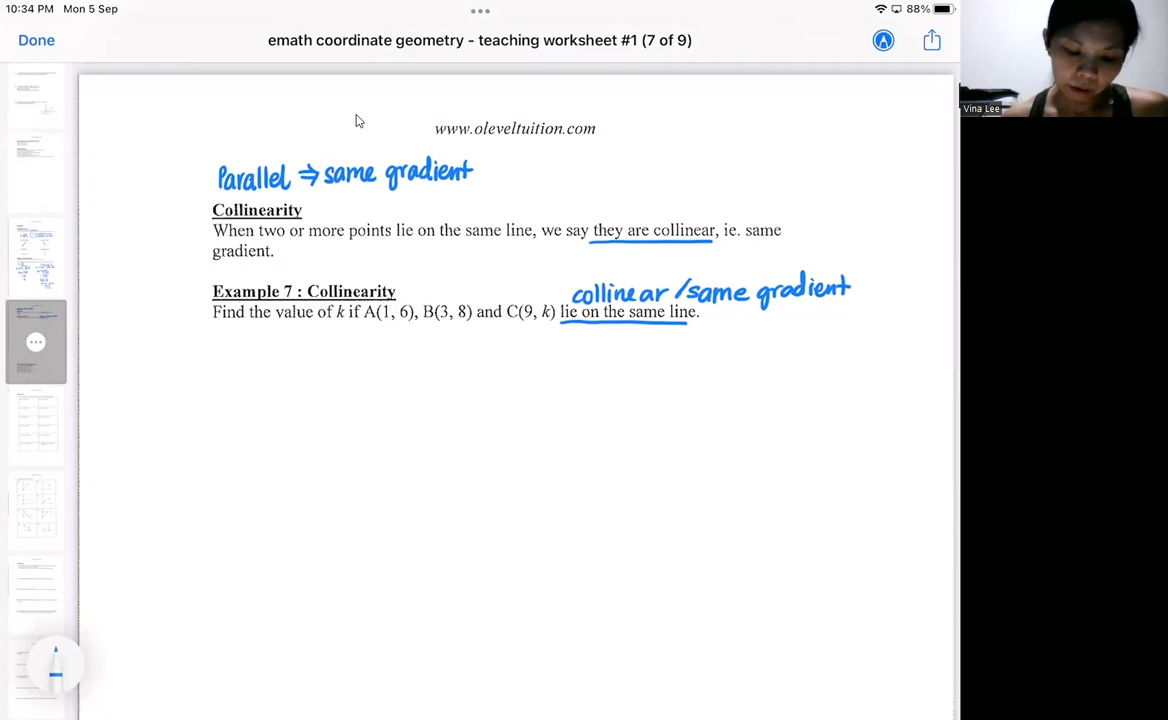 10:34 PM Mon 5 Sep
88%
Done
emath coordinate geometry - teaching worksheet #1 (7 of 9)
Vina Lee
www.oleveltuition.com
Parallel ⇒ same gradient
Collinearity
When two or more points lie on the same line, we say they are collinear, ie. same
gradient.
collinear / same gradient
Example 7 : Collinearity
Find the value of k if A(1, 6), B(3, 8) and C(9, k) lie on the same line.